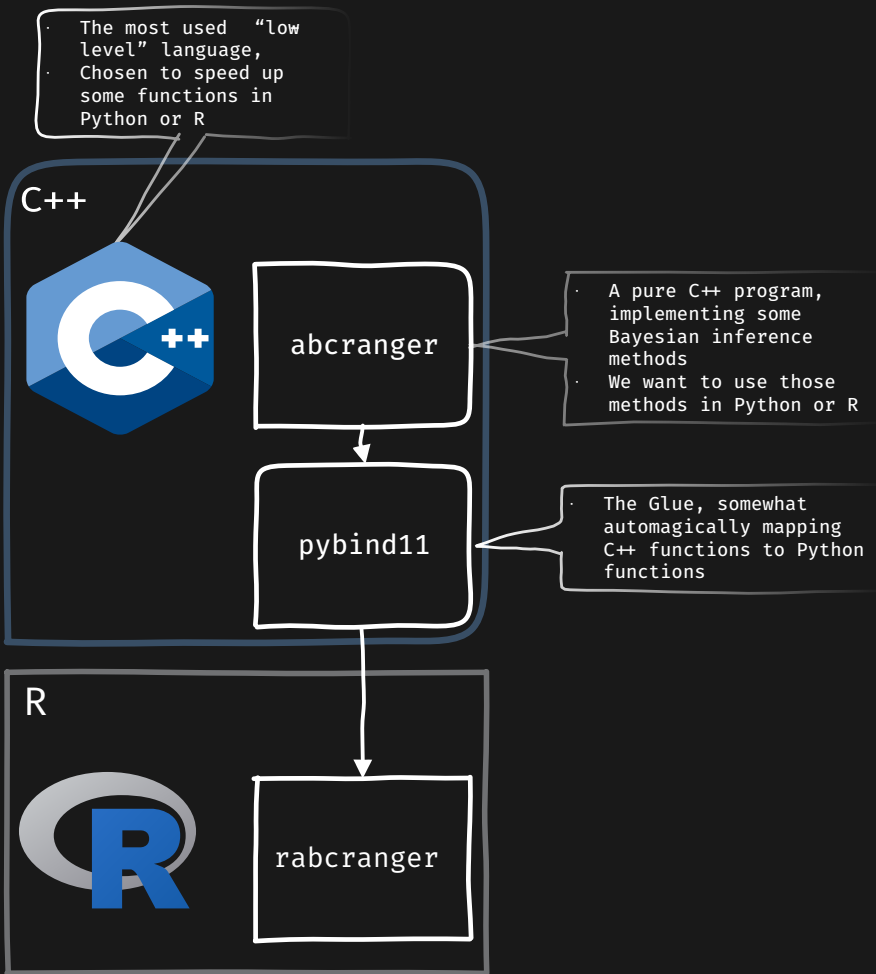 · The most used “low
level” language,
· Chosen to speed up
some functions in
Python or R
C++
C++
abcranger
· A pure C++ program,
implementing some
Bayesian inference
methods
· We want to use those
methods in Python or R
pybind11
· The Glue, somewhat
automagically mapping
C++ functions to Python
functions
R
R
rabcranger